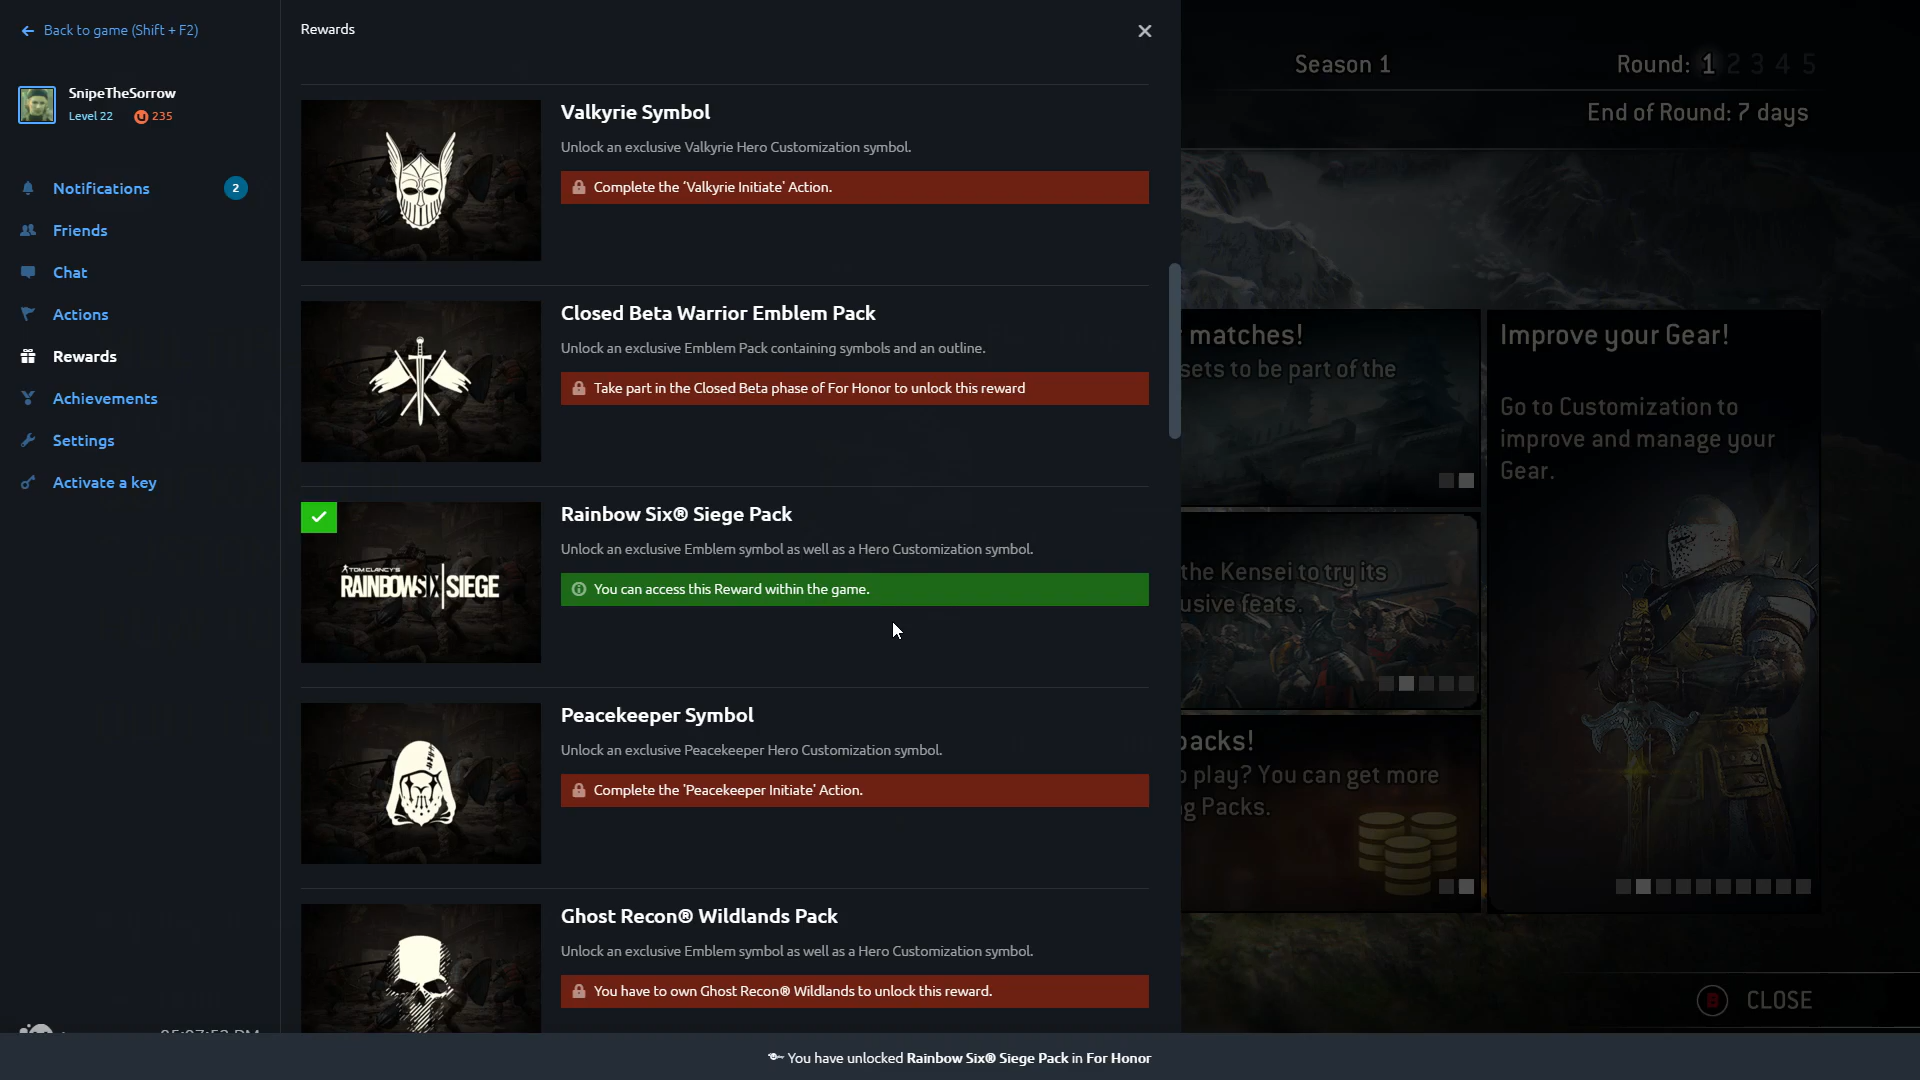 Back to game (Shift + F2)
SnipeTheSorrow
Level 22
235
Notifications
2
Friends
Chat
Actions
Rewards
Achievements
Settings
Activate a key
Rewards
Valkyrie Symbol
Unlock an exclusive Valkyrie Hero Customization symbol.
Complete the ‘Valkyrie Initiate' Action.
Closed Beta Warrior Emblem Pack
Unlock an exclusive Emblem Pack containing symbols and an outline.
Take part in the Closed Beta phase of For Honor to unlock this reward
TOM CLANCY'S
RAINBOW SIX | SIEGE
Rainbow Six® Siege Pack
Unlock an exclusive Emblem symbol as well as a Hero Customization symbol.
You can access this Reward within the game.
Peacekeeper Symbol
Unlock an exclusive Peacekeeper Hero Customization symbol.
Complete the 'Peacekeeper Initiate' Action.
Ghost Recon® Wildlands Pack
Unlock an exclusive Emblem symbol as well as a Hero Customization symbol.
You have to own Ghost Recon® Wildlands to unlock this reward.
Season 1
Round: 1 2 3 4 5
End of Round: 7 days
matches!
sets to be part of the
the Kensei to try its
usive feats.
packs!
o play? You can get more
g Packs.
Improve your Gear!
Go to Customization to
improve and manage your
Gear.
B CLOSE
You have unlocked Rainbow Six® Siege Pack in For Honor